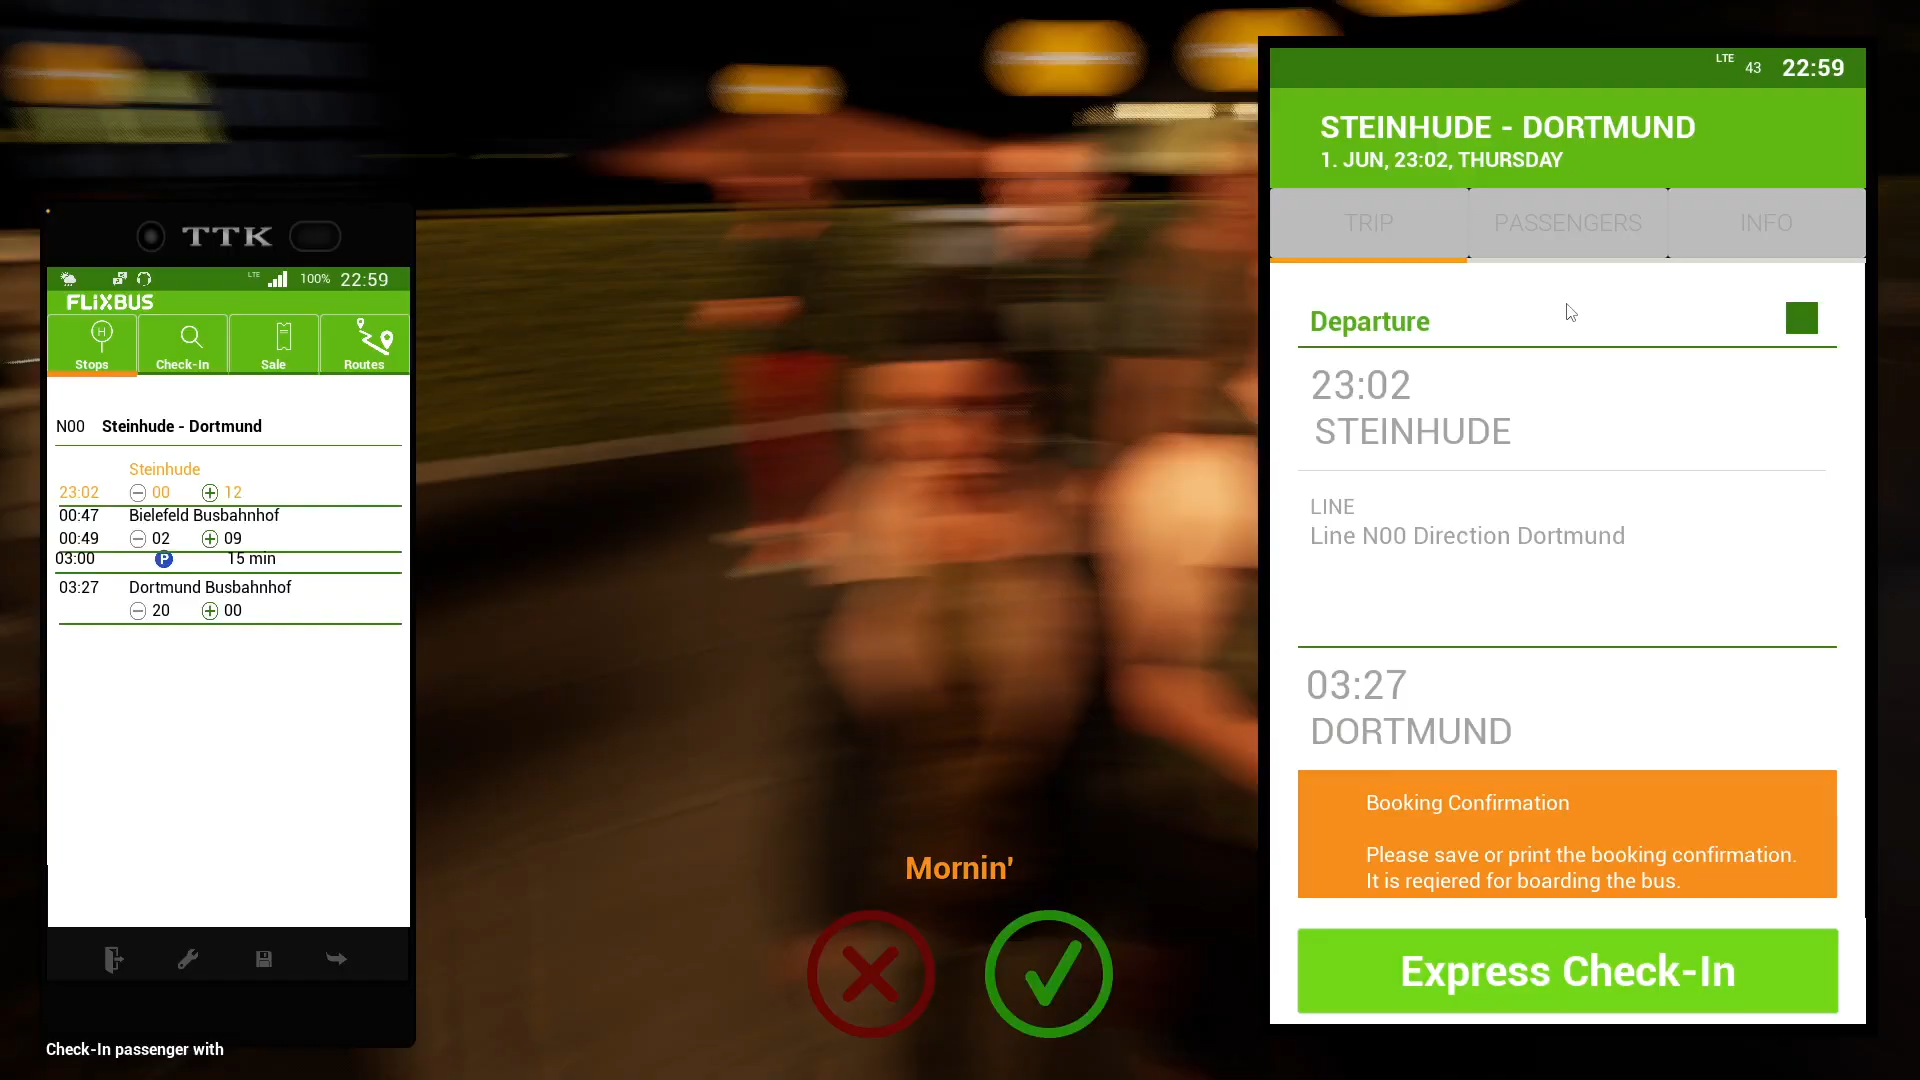 TTK
LTE 100% 22:59
FLiXBUS
Stops Check-In Sale Routes
N00 Steinhude - Dortmund
Steinhude
23:02 00 12
00:47 Bielefeld Busbahnhof
00:49 02 09
03:00 P 15 min
03:27 Dortmund Busbahnhof
20 00
Check-In passenger with
Mornin'
LTE 43 22:59
STEINHUDE - DORTMUND
1. JUN, 23:02, THURSDAY
TRIP PASSENGERS INFO
Departure
23:02
STEINHUDE
LINE
Line N00 Direction Dortmund
03:27
DORTMUND
Booking Confirmation
Please save or print the booking confirmation.
It is reqiered for boarding the bus.
Express Check-In